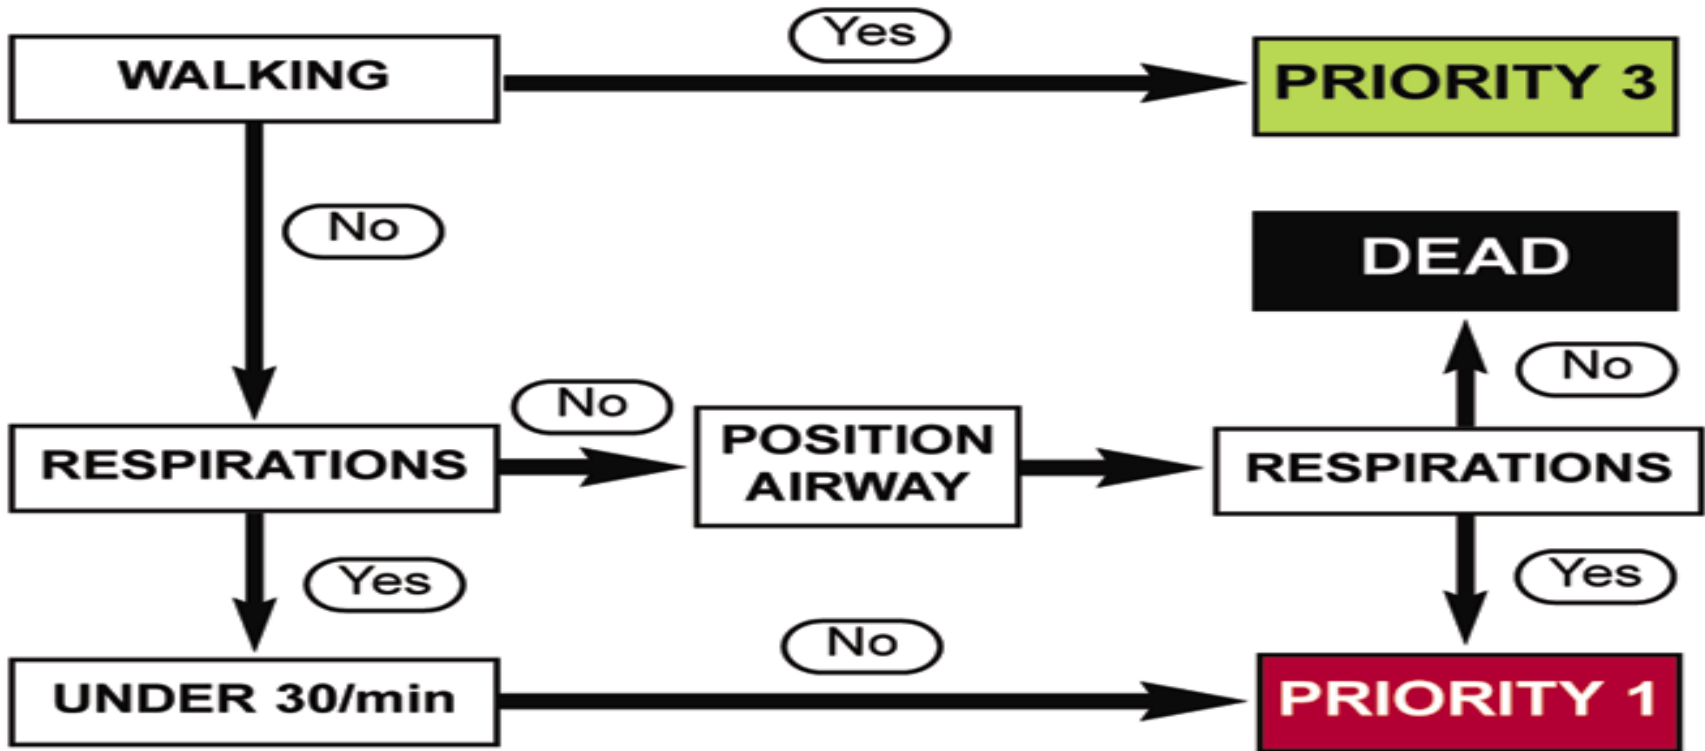 WALKING
Yes
PRIORITY 3
No
DEAD
No
RESPIRATIONS
No
POSITION
AIRWAY
RESPIRATIONS
Yes
Yes
UNDER 30/min
No
PRIORITY 1